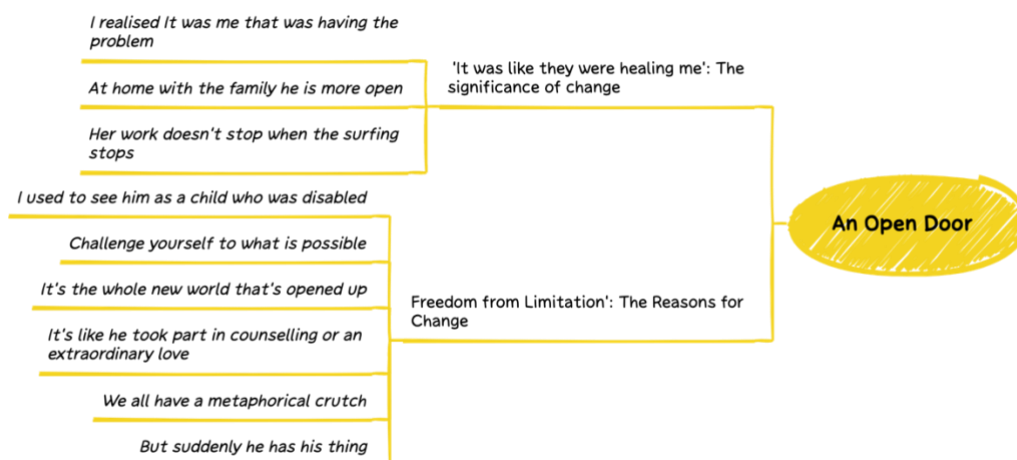 I realised It was me that was having the
problem
At home with the family he is more open
Her work doesn't stop when the surfing
stops
'It was like they were healing me': The
significance of change
I used to see him as a child who was disabled
Challenge yourself to what is possible
It's the whole new world that's opened up
It's like he took part in counselling or an
extraordinary love
We all have a metaphorical crutch
But suddenly he has his thing
Freedom from Limitation': The Reasons for
Change
An Open Door